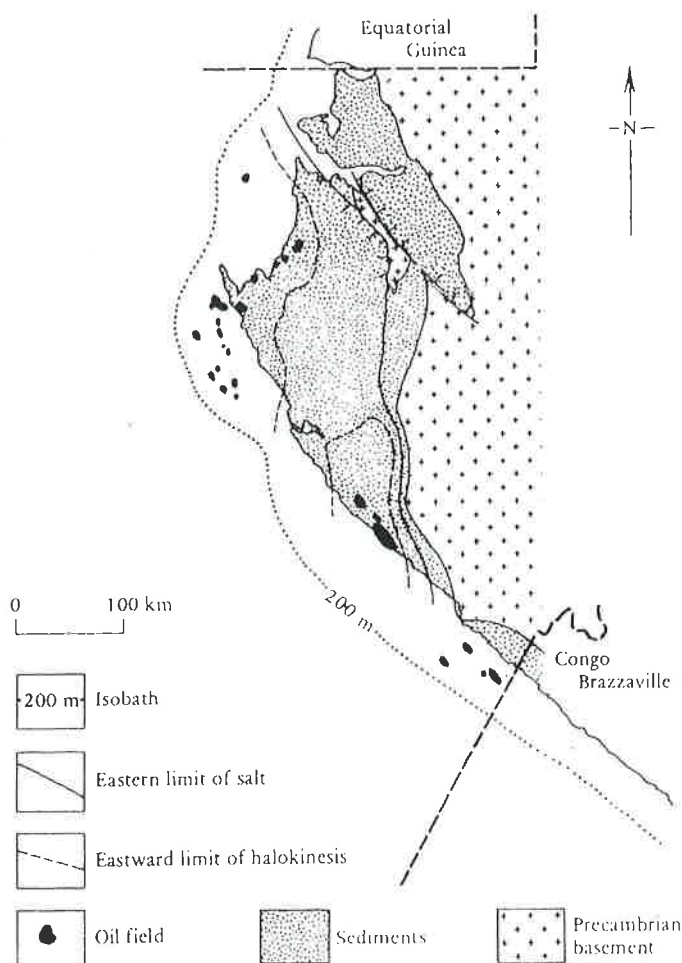 Equatorial
Guinea
N
200 m
Congo
Brazzaville
0 100 km
200 m Isobath
Eastern limit of salt
Eastward limit of halokinesis
Oil field
Sediments
Precambrian
basement